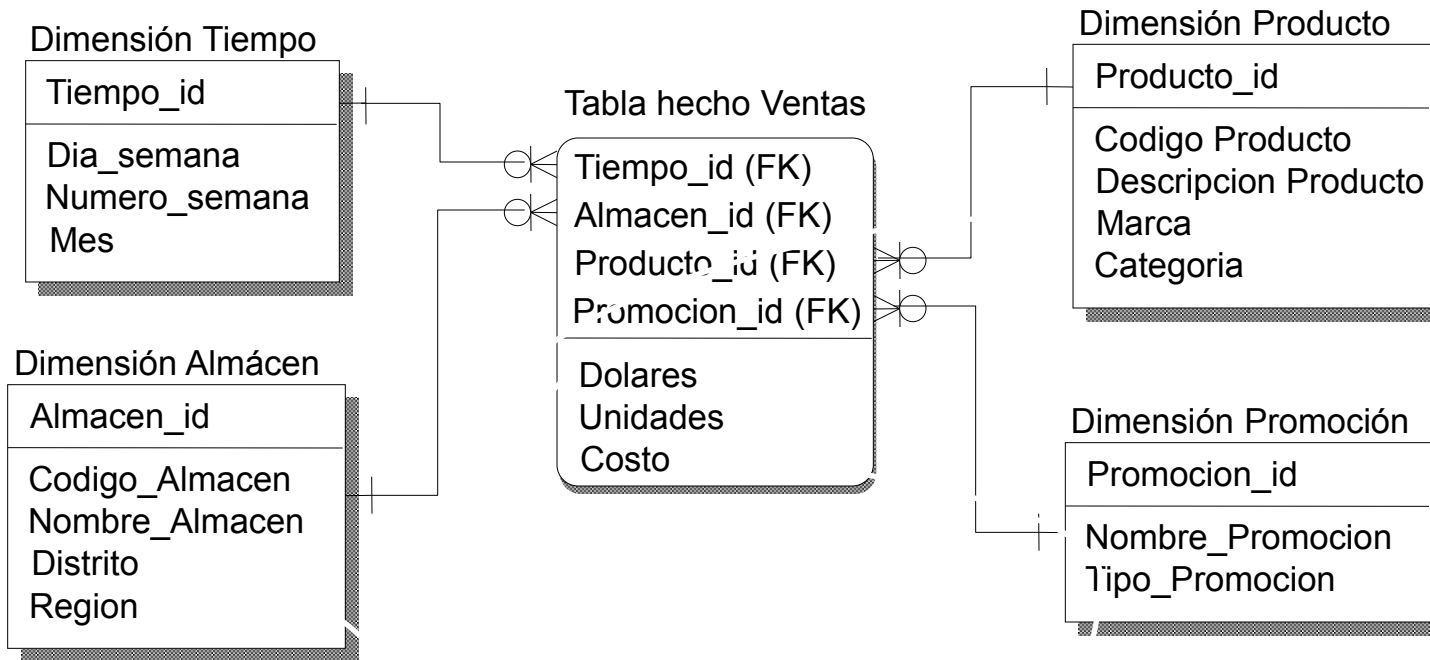 Dimensión Tiempo
Tiempo_id
Dia_semana
Numero_semana
Mes
Dimensión Almácen
Almacen_id
Codigo_Almacen
Nombre_Almacen
Distrito
Region
Tabla hecho Ventas
Tiempo_id (FK)
Almacen_id (FK)
Producto_id (FK)
Promocion_id (FK)
Dolares
Unidades
Costo
Dimensión Producto
Producto_id
Codigo Producto
Descripcion Producto
Marca
Categoria
Dimensión Promoción
Promocion_id
Nombre_Promocion
Tipo_Promocion